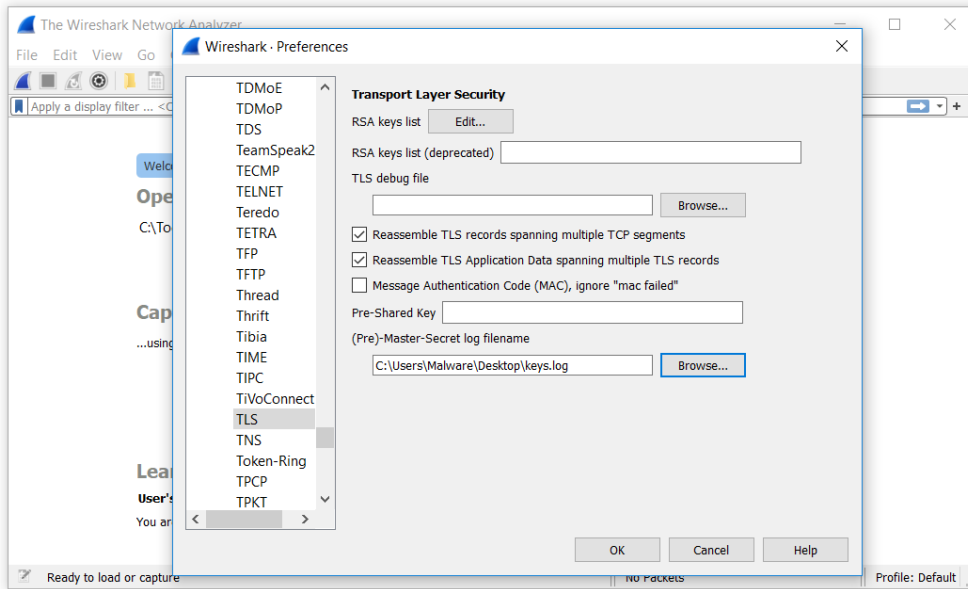 The Wireshark Network Analyzer
File Edit View Go
Wireshark · Preferences
Apply a display filter ... <C
+
Welc
Ope
C:\To
Cap
...using
Lear
User's
You ar
TDMoE
TDMoP
TDS
TeamSpeak2
TECMP
TELNET
Teredo
TETRA
TFP
TFTP
Thread
Thrift
Tibia
TIME
TIPC
TiVoConnect
TLS
TNS
Token-Ring
TPCP
TPKT
Transport Layer Security
RSA keys list Edit...
RSA keys list (deprecated)
TLS debug file
Browse...
Reassemble TLS records spanning multiple TCP segments
Reassemble TLS Application Data spanning multiple TLS records
Message Authentication Code (MAC), ignore "mac failed"
Pre-Shared Key
(Pre)-Master-Secret log filename
C:\Users\Malware\Desktop\keys.log Browse...
OK Cancel Help
Ready to load or capture No Packets Profile: Default